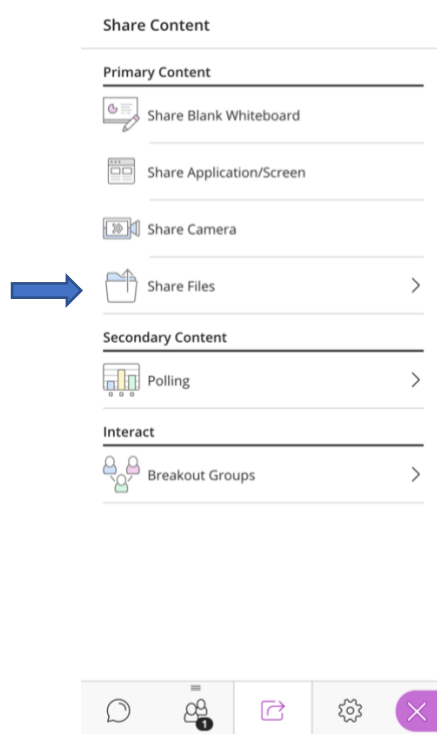 Share Content
Primary Content
Share Blank Whiteboard
Share Application/Screen
Share Camera
Share Files
Secondary Content
Polling
Interact
Breakout Groups
1